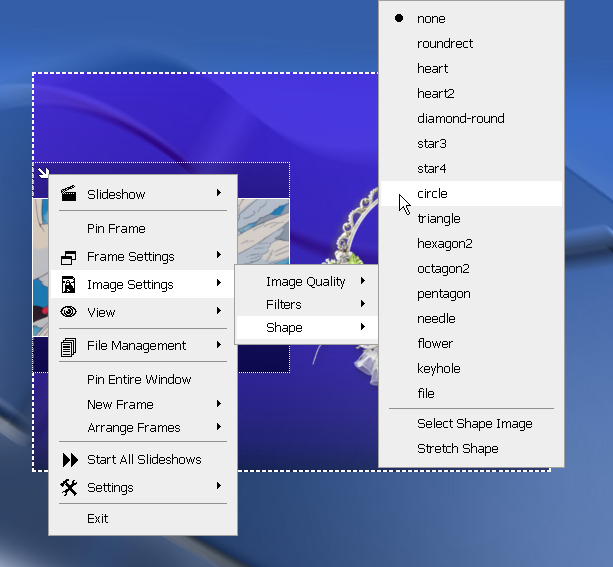 none
roundrect
heart
heart2
diamond-round
star3
star4
circle
triangle
hexagon2
octagon2
pentagon
needle
flower
keyhole
file
Select Shape Image
Stretch Shape
Slideshow
Pin Frame
Frame Settings
Image Settings
View
File Management
Pin Entire Window
New Frame
Arrange Frames
Start All Slideshows
Settings
Exit
Image Quality
Filters
Shape